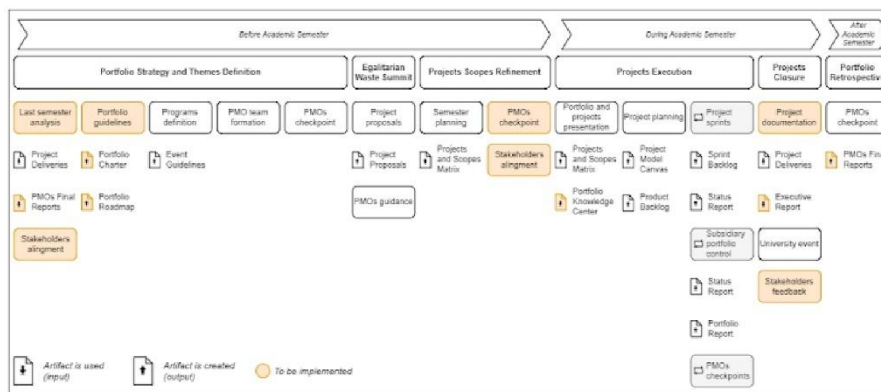 Before Academic Semester
During Academic Semester
After
Academic
Semester
Portfolio Strategy and Themes Definition
Egalitarian
Waste Summit
Projects Scopes Refinement
Projects Execution
Projects
Closure
Portfolio
Retrospective
Last semester
analysis
Portfolio
guidelines
Programs
definition
PMO team
formation
PMOs
checkpoint
Project
proposals
Semester
planning
PMOs
checkpoint
Portfolio and
projects
presentation
Project planning
Project
sprints
Project
documentation
PMOs
checkpoint
Project
Deliveries
Portfolio
Charter
Event
Guidelines
Project
Proposals
Projects
and Scopes
Matrix
Stakeholders
alingment
Projects
and Scopes
Matrix
Project
Model
Canvas
Sprint
Backlog
Project
Deliveries
PMOs Final
Reports
PMOs Final
Reports
Portfolio
Roadmap
PMOs guidance
Portfolio
Knowledge
Center
Product
Backlog
Status
Report
Executive
Report
Stakeholders
alingment
Subsidiary
portfolio
control
University event
Status
Report
Stakeholders
feedback
Portfolio
Report
PMOs
checkpoints
Artifact is used
(input)
Artifact is created
(output)
To be implemented